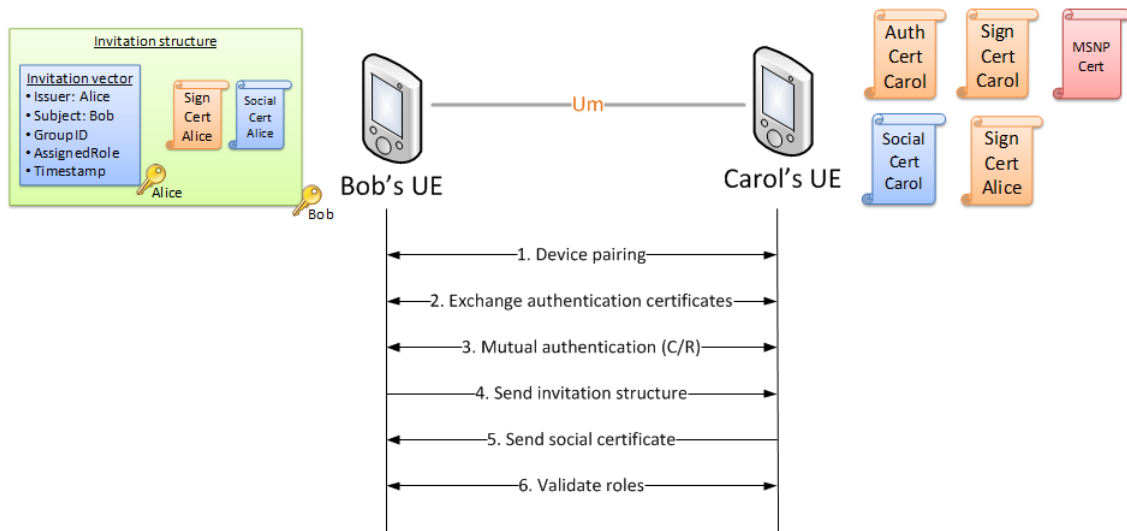 Invitation structure
Invitation vector
• Issuer: Alice
• Subject: Bob
• GroupID
• AssignedRole
• Timestamp
Sign
Cert
Alice
Social
Cert
Alice
Alice
Bob
Bob's UE
Um
Carol's UE
Auth
Cert
Carol
Sign
Cert
Carol
MSNP
Cert
Social
Cert
Carol
Sign
Cert
Alice
1. Device pairing
2. Exchange authentication certificates
3. Mutual authentication (C/R)
4. Send invitation structure
5. Send social certificate
6. Validate roles